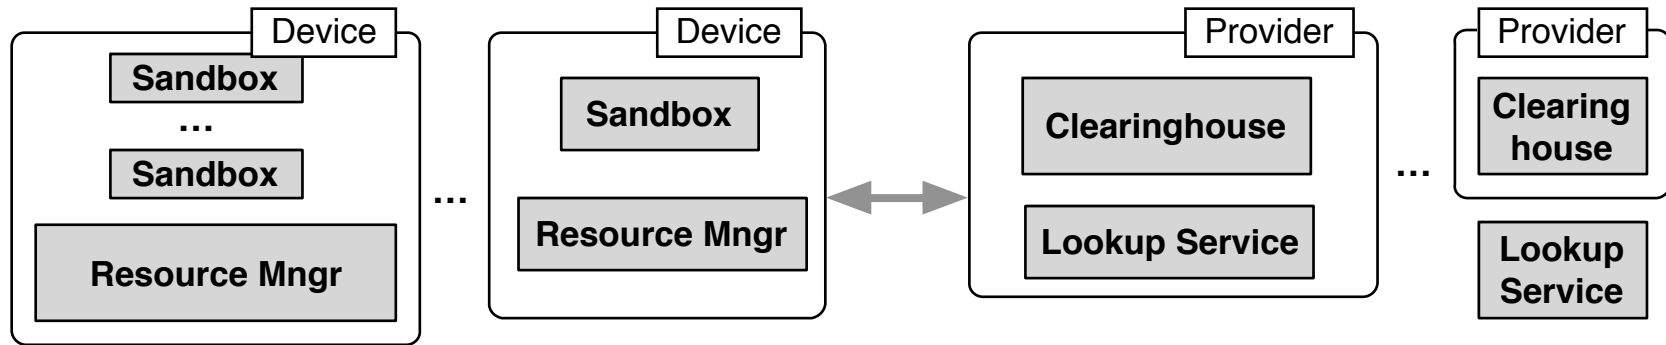 Device
Sandbox
...
Sandbox
Resource Mngr
...
Device
Sandbox
Resource Mngr
Provider
Clearinghouse
Lookup Service
...
Provider
Clearing
house
Lookup
Service